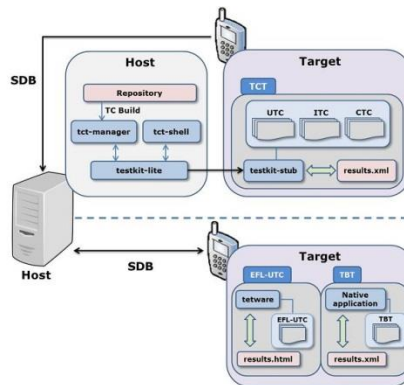 SDB
Host
Target
Repository
TC Build
tct-manager
tct-shell
testkit-lite
TCT
UTC
ITC
CTC
testkit-stub
results.xml
Host
SDB
Target
EFL-UTC
tetware
EFL-UTC
results.html
TBT
Native
application
TBT
results.xml